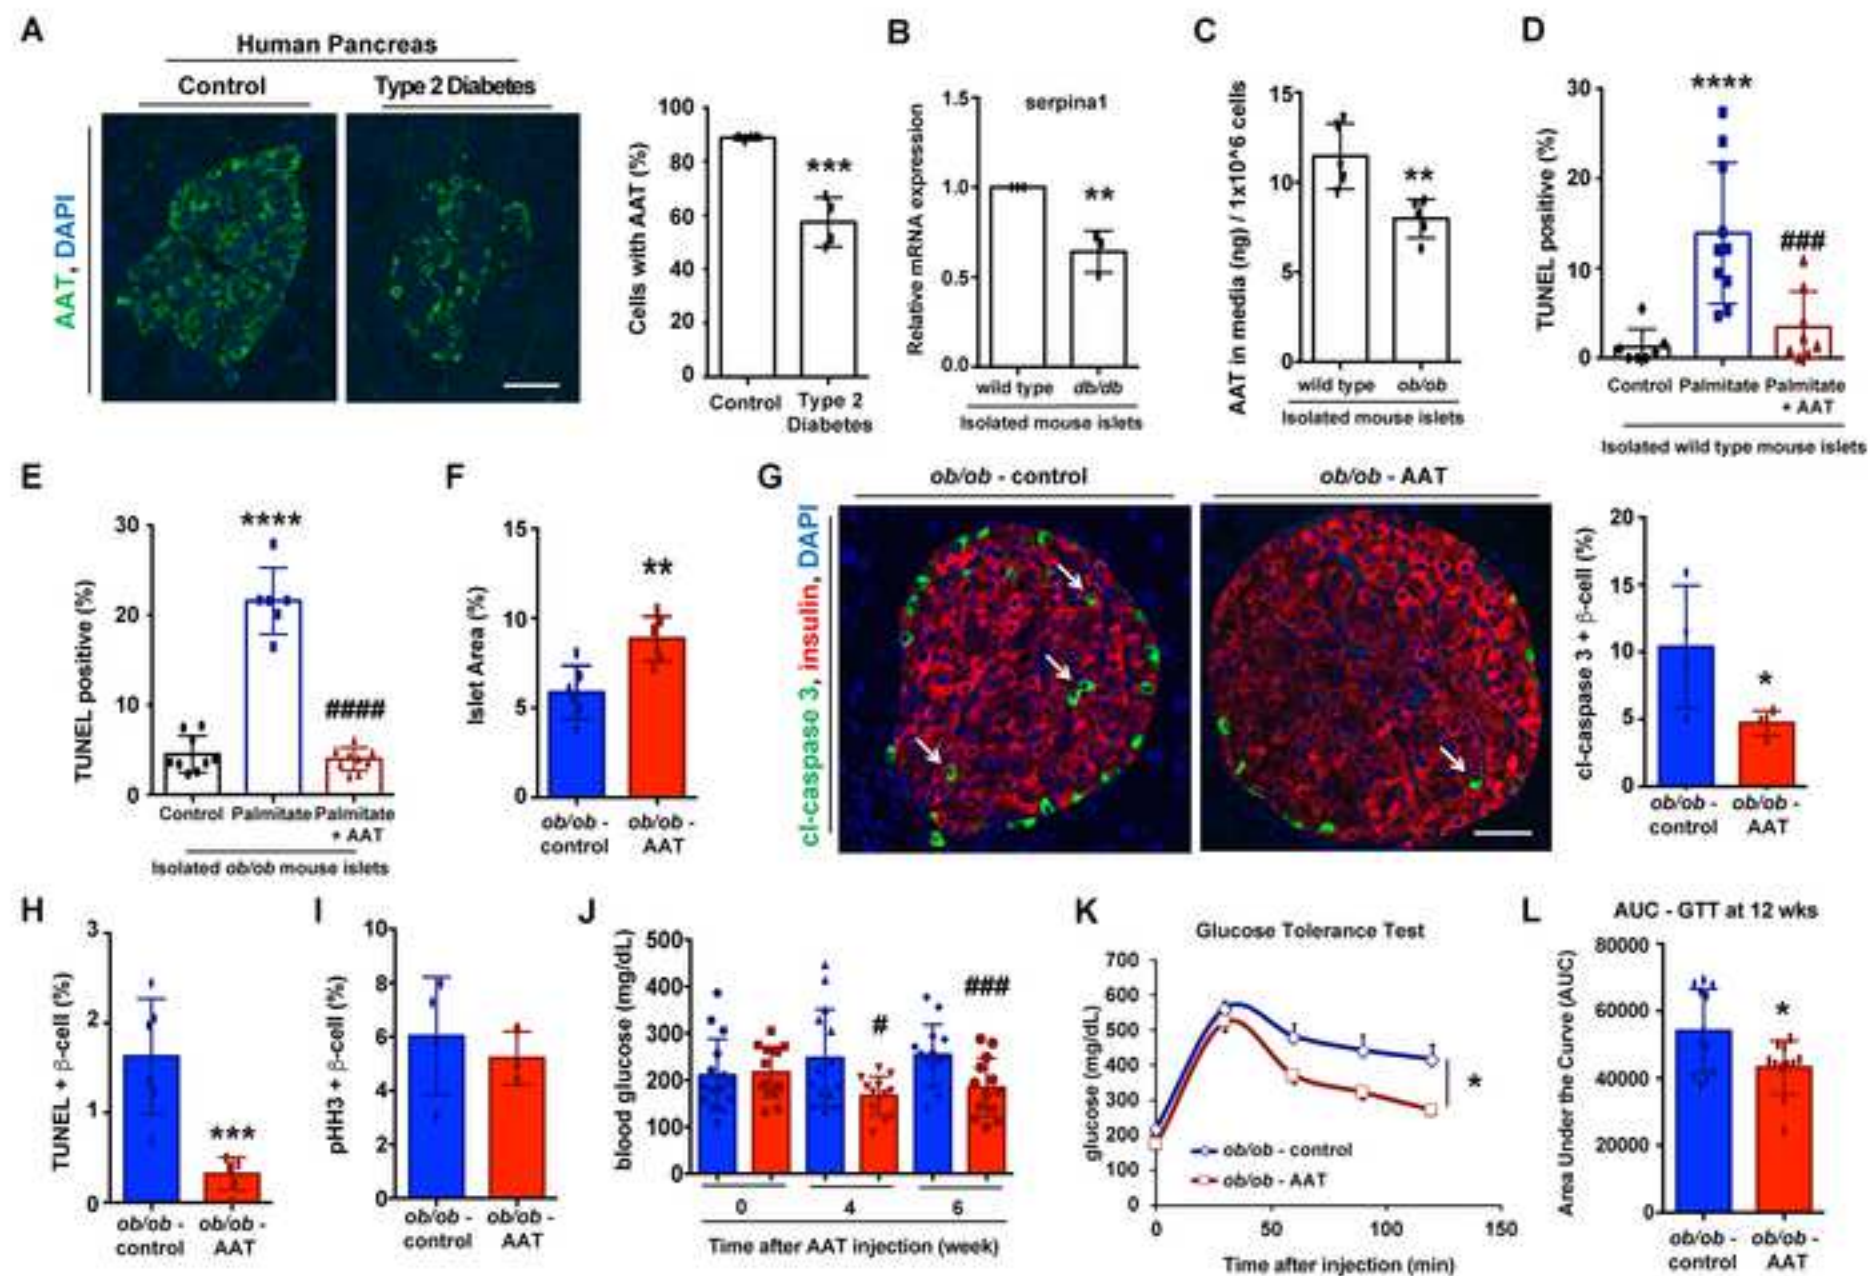 A
Human Pancreas
Control
Type 2 Diabetes
AAT, DAPI
Cells with AAT (%)
100
80
60
40
20
0
***
Control
Type 2
Diabetes
B
serpina1
Relative mRNA expression
1.5
1.0
0.5
0.0
**
wild type
db/db
Isolated mouse islets
C
AAT in media (ng) / 1x10^6 cells
15
10
5
0
**
wild type
ob/ob
Isolated mouse islets
D
TUNEL positive (%)
30
20
10
0
****
###
Control
Palmitate
Palmitate
+ AAT
Isolated wild type mouse islets
E
TUNEL positive (%)
30
20
10
0
****
####
Control
Palmitate
Palmitate
+ AAT
Isolated ob/ob mouse islets
F
Islet Area (%)
15
10
5
0
**
ob/ob -
control
ob/ob -
AAT
G
ob/ob - control
ob/ob - AAT
cl-caspase 3, insulin, DAPI
cl-caspase 3 + β-cell (%)
20
15
10
5
0
*
ob/ob -
control
ob/ob -
AAT
H
TUNEL + β-cell (%)
3
2
1
0
***
ob/ob -
control
ob/ob -
AAT
I
pHH3 + β-cell (%)
10
8
6
4
2
0
ob/ob -
control
ob/ob -
AAT
J
blood glucose (mg/dL)
500
400
300
200
100
0
#
###
0
4
6
Time after AAT injection (week)
K
Glucose Tolerance Test
glucose (mg/dL)
700
600
500
400
300
200
100
0
*
ob/ob - control
ob/ob - AAT
0
50
100
150
Time after injection (min)
L
AUC - GTT at 12 wks
Area Under the Curve (AUC)
80000
60000
40000
20000
0
*
ob/ob -
control
ob/ob -
AAT